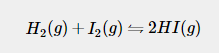 H₂(g) + I₂(g) ⇋ 2HI(g)